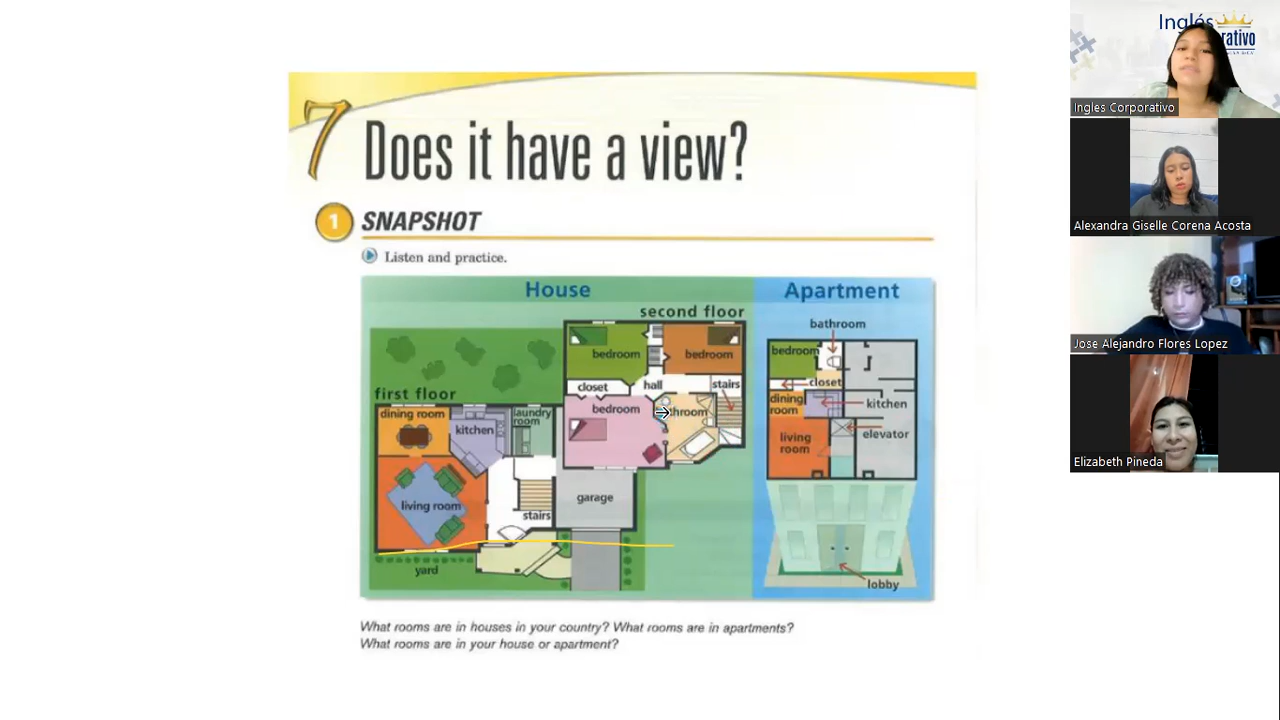 7
Does it have a view?
1 SNAPSHOT
Listen and practice.
House
Apartment
second floor
bathroom
bedroom
bedroom
bedroom
closet
hall
stairs
closet
first floor
bedroom
dining room
kitchen
laundry
room
dining
room
kitchen
living
room
elevator
living room
garage
stairs
yard
lobby
What rooms are in houses in your country? What rooms are in apartments?
What rooms are in your house or apartment?
Inglés
Ingles Corporativo
Alexandra Giselle Corena Acosta
Jose Alejandro Flores Lopez
Elizabeth Pineda